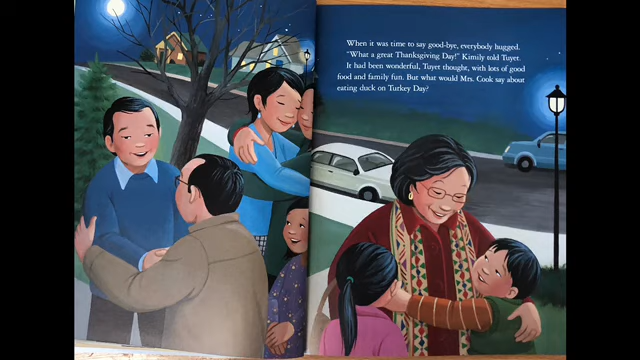 When it was time to say good-bye, everybody hugged.
"What a great Thanksgiving Day!" Kimily told Tuyet.
It had been wonderful, Tuyet thought, with lots of good
food and family fun. But what would Mrs. Cook say about
eating duck on Turkey Day?